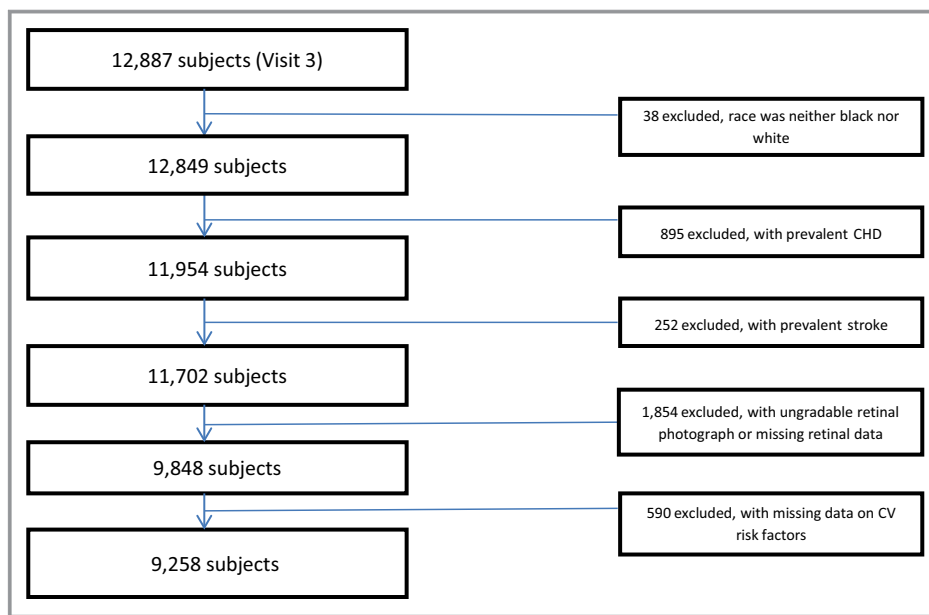 12,887 subjects (Visit 3)
38 excluded, race was neither black nor
white
12,849 subjects
895 excluded, with prevalent CHD
11,954 subjects
252 excluded, with prevalent stroke
11,702 subjects
1,854 excluded, with ungradable retinal
photograph or missing retinal data
9,848 subjects
590 excluded, with missing data on CV
risk factors
9,258 subjects